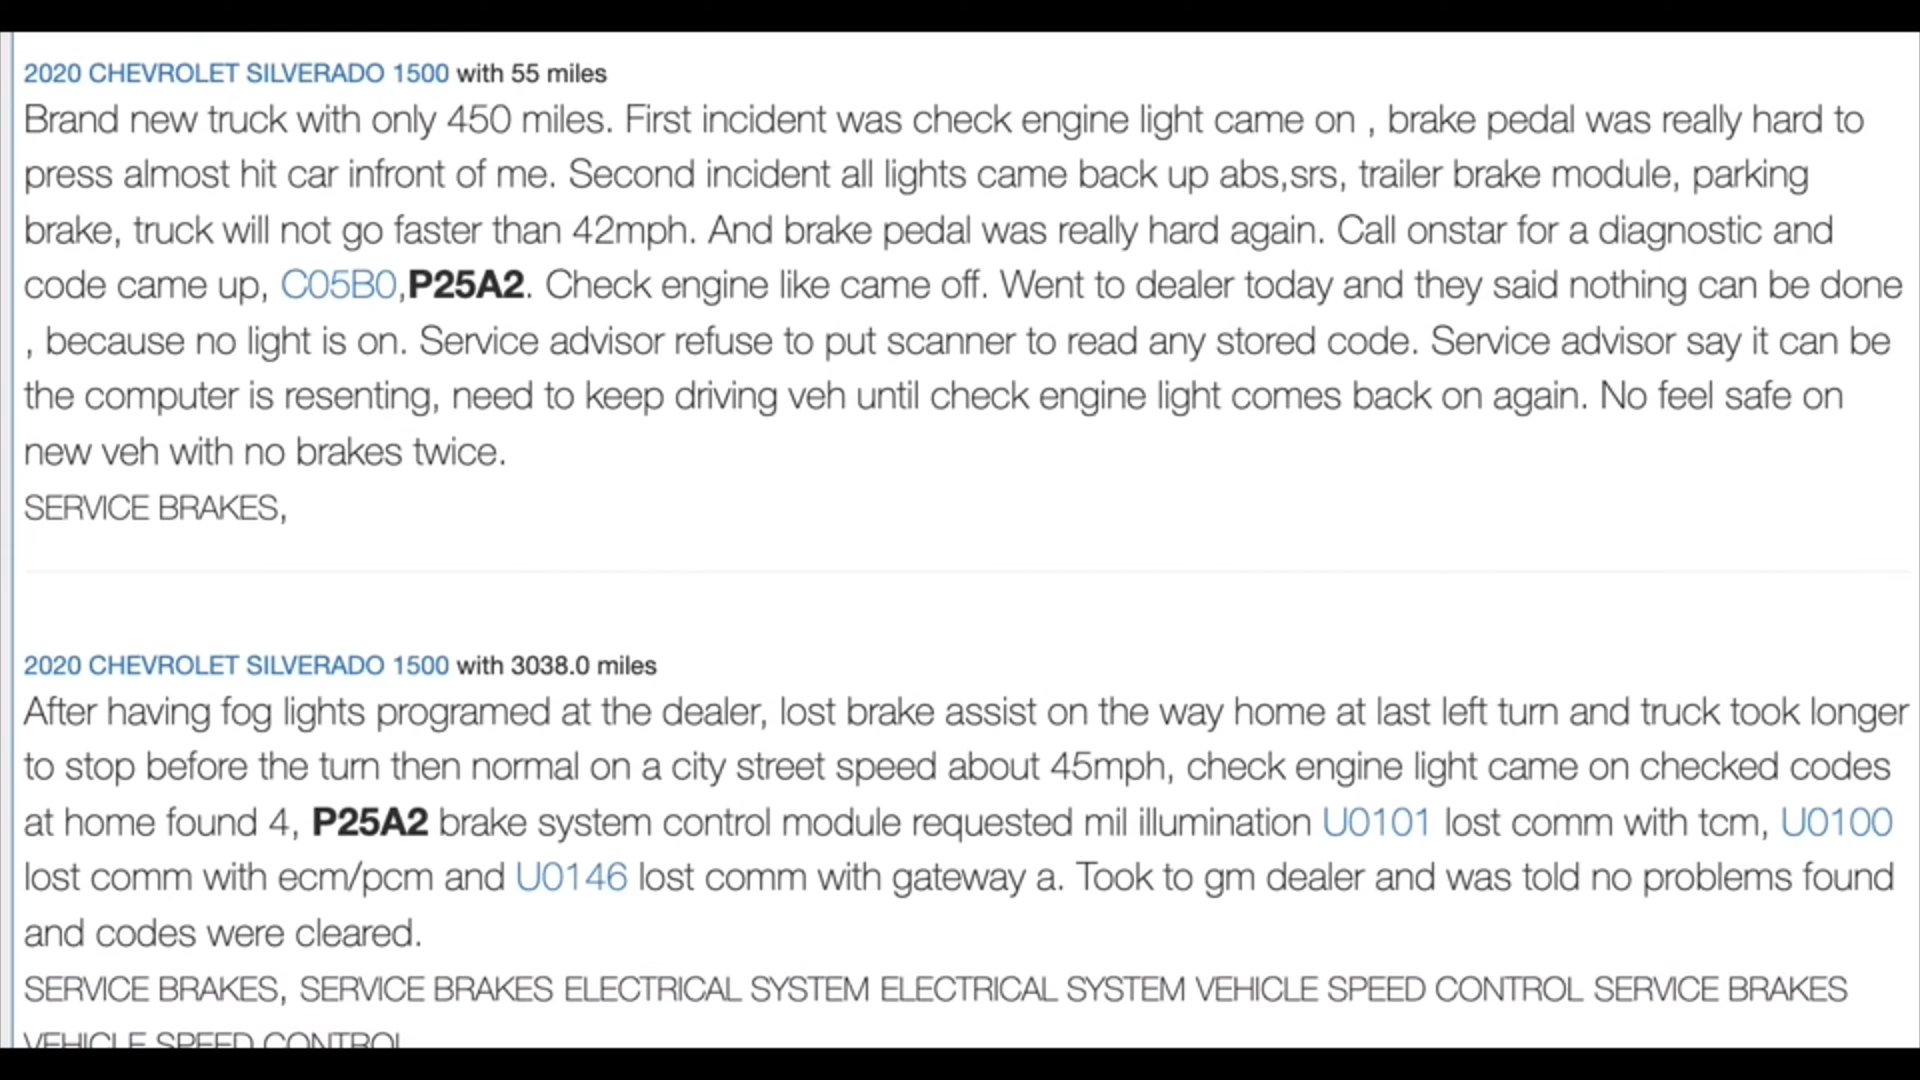 2020 CHEVROLET SILVERADO 1500 with 55 miles
Brand new truck with only 450 miles. First incident was check engine light came on , brake pedal was really hard to
press almost hit car infront of me. Second incident all lights came back up abs,srs, trailer brake module, parking
brake, truck will not go faster than 42mph. And brake pedal was really hard again. Call onstar for a diagnostic and
code came up, C05B0,P25A2. Check engine like came off. Went to dealer today and they said nothing can be done
, because no light is on. Service advisor refuse to put scanner to read any stored code. Service advisor say it can be
the computer is resenting, need to keep driving veh until check engine light comes back on again. No feel safe on
new veh with no brakes twice.
SERVICE BRAKES,
2020 CHEVROLET SILVERADO 1500 with 3038.0 miles
After having fog lights programed at the dealer, lost brake assist on the way home at last left turn and truck took longer
to stop before the turn then normal on a city street speed about 45mph, check engine light came on checked codes
at home found 4, P25A2 brake system control module requested mil illumination U0101 lost comm with tcm, U0100
lost comm with ecm/pcm and U0146 lost comm with gateway a. Took to gm dealer and was told no problems found
and codes were cleared.
SERVICE BRAKES, SERVICE BRAKES ELECTRICAL SYSTEM ELECTRICAL SYSTEM VEHICLE SPEED CONTROL SERVICE BRAKES
VEHICLE SPEED CONTROL